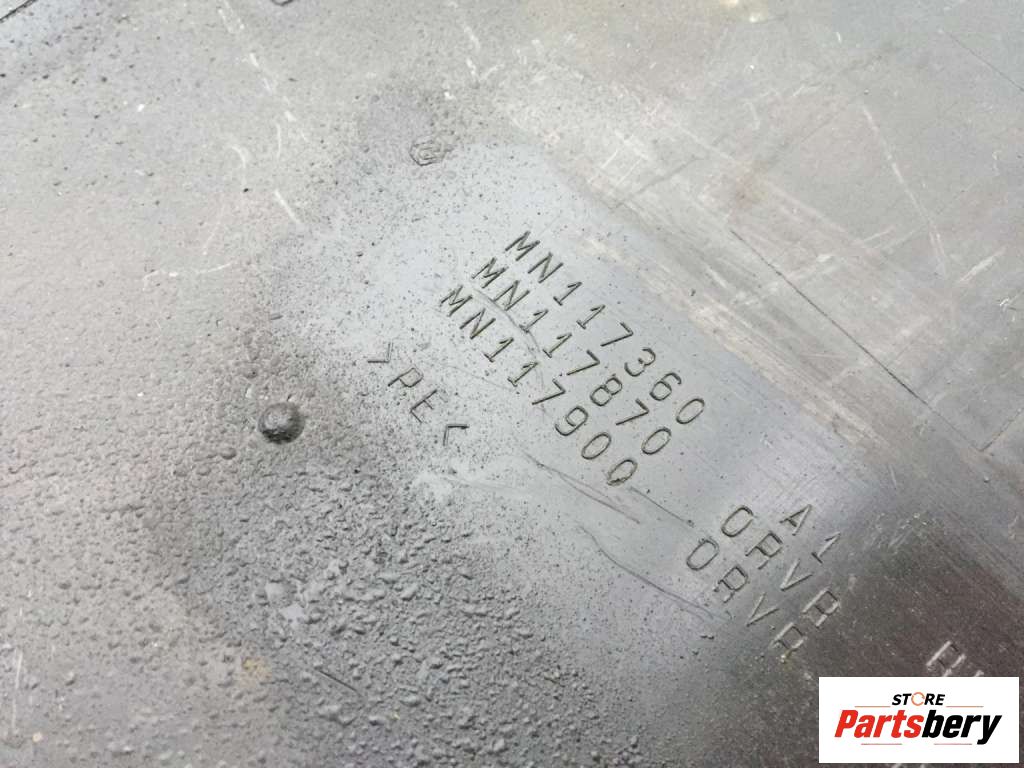 MN117360 A1
MN117870 ORVR
MN117900 ORVR
>PE<
STORE
Partsbery